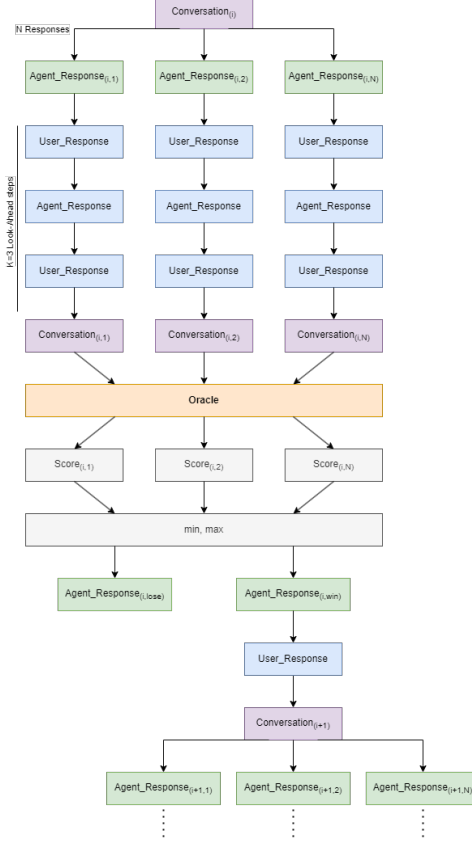 Conversation(i)
N Responses
Agent_Response(i,1) Agent_Response(i,2) Agent_Response(i,N)
K=3 Look-Ahead steps
User_Response User_Response User_Response
Agent_Response Agent_Response Agent_Response
User_Response User_Response User_Response
Conversation(i,1) Conversation(i,2) Conversation(i,N)
Oracle
Score(i,1) Score(i,2) Score(i,N)
min, max
Agent_Response(i,lose) Agent_Response(i,win)
User_Response
Conversation(i+1)
Agent_Response(i+1,1) Agent_Response(i+1,2) Agent_Response(i+1,N)